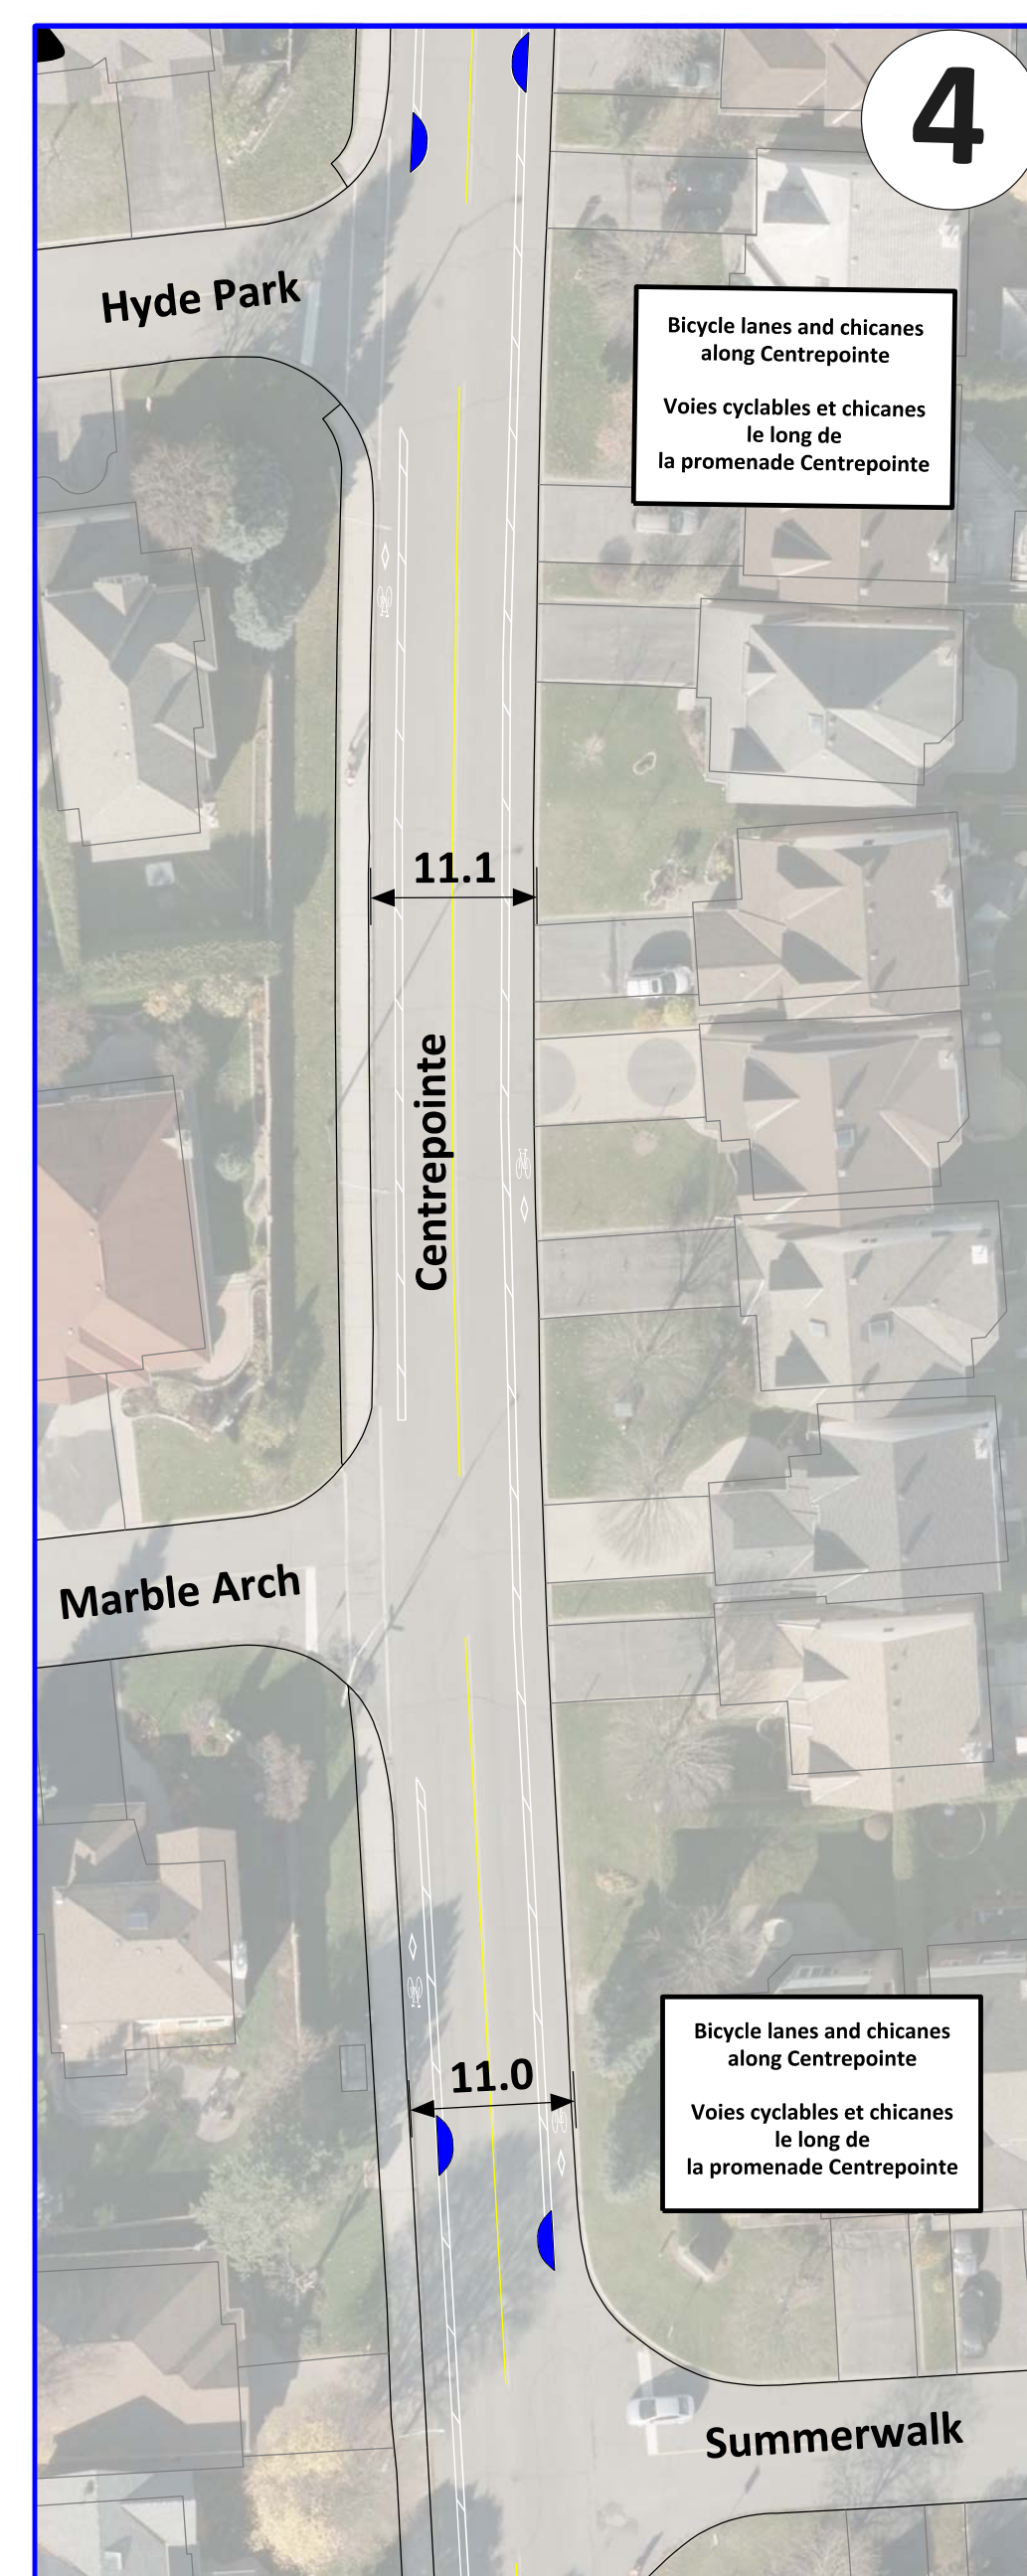 4
Hyde Park
Bicycle lanes and chicanes
along Centrepointe
Voies cyclables et chicanes
le long de
la promenade Centrepointe
11.1
Centrepointe
Marble Arch
Bicycle lanes and chicanes
along Centrepointe
Voies cyclables et chicanes
le long de
la promenade Centrepointe
11.0
Summerwalk